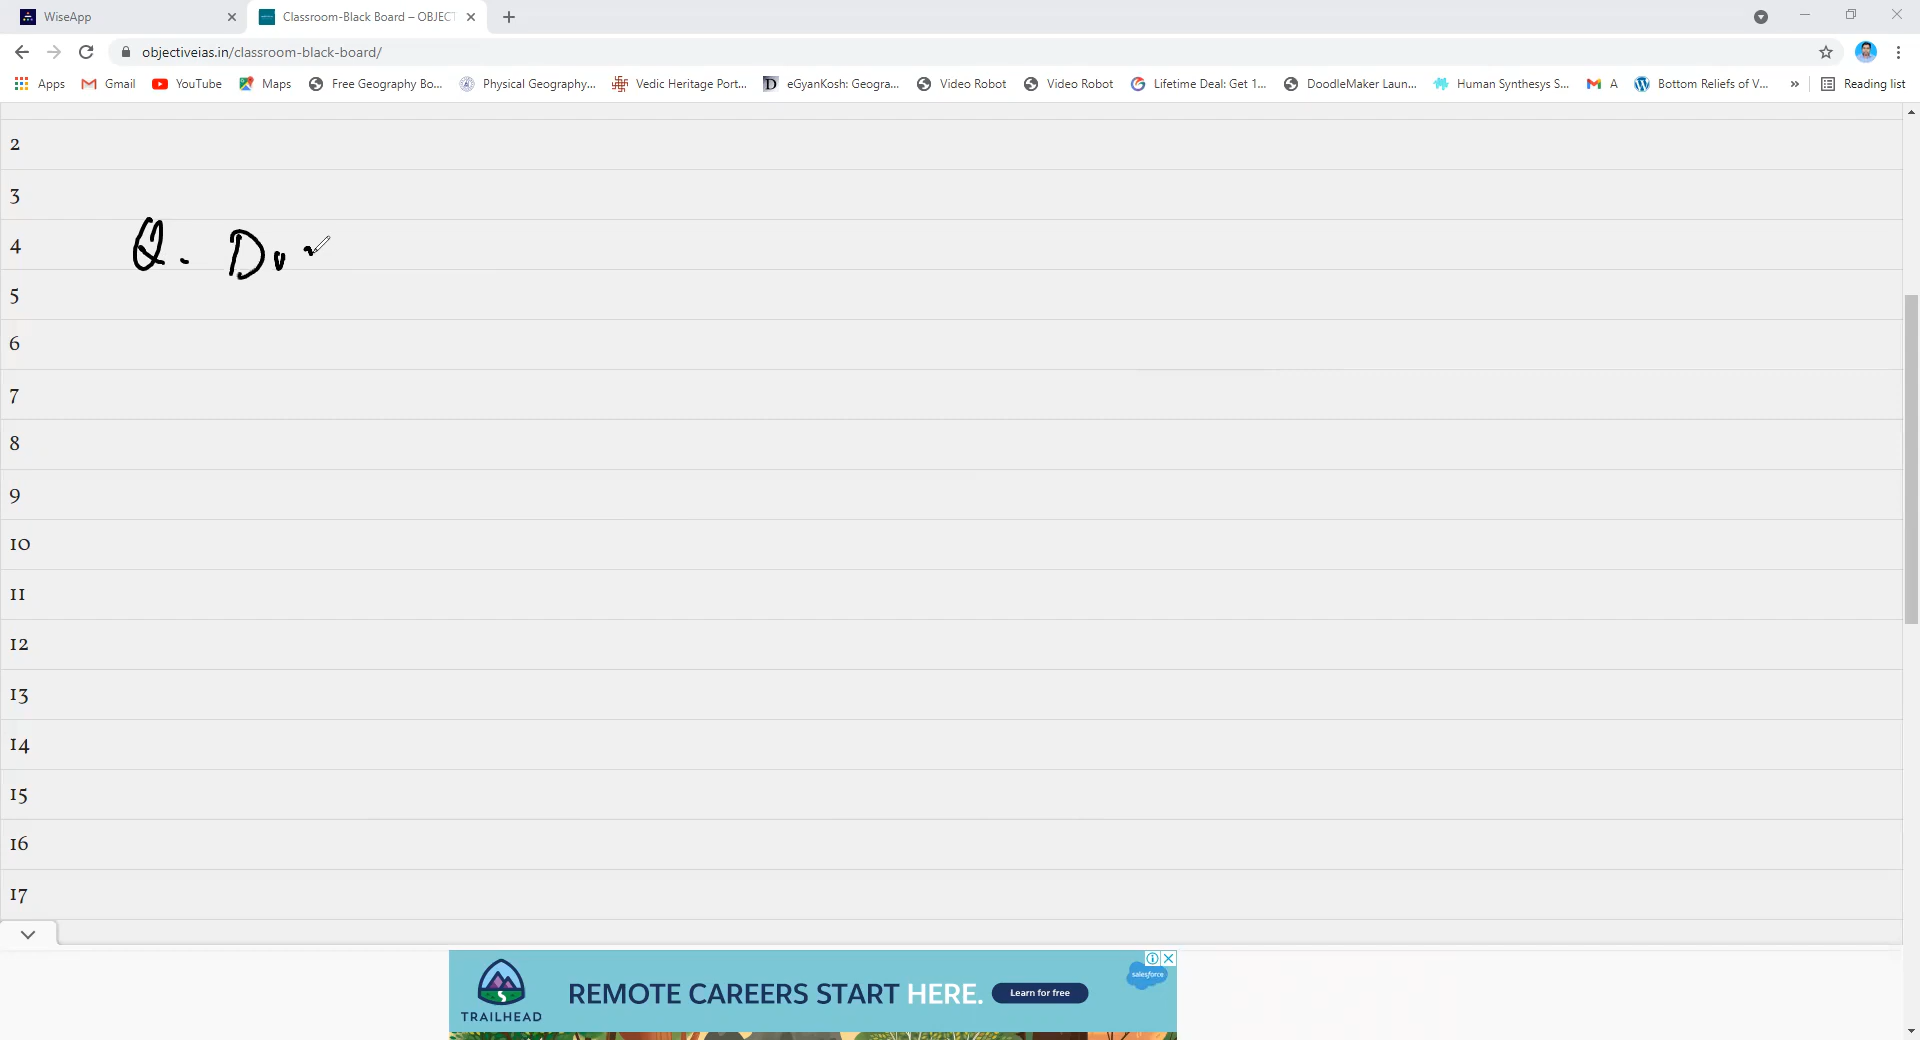 WiseApp
Classroom-Black Board – OBJECT
objectiveias.in/classroom-black-board/
Apps Gmail YouTube Maps Free Geography Bo... Physical Geography... Vedic Heritage Port... eGyanKosh: Geogra... Video Robot Video Robot Lifetime Deal: Get 1... DoodleMaker Laun... Human Synthesys S... A Bottom Reliefs of V... » Reading list
2
3
4 Q.
5
6
7
8
9
10
11
12
13
14
15
16
17
TRAILHEAD
REMOTE CAREERS START HERE.
Learn for free
salesforce